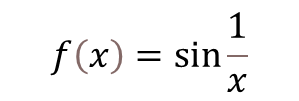 f(x) = sin 1/x